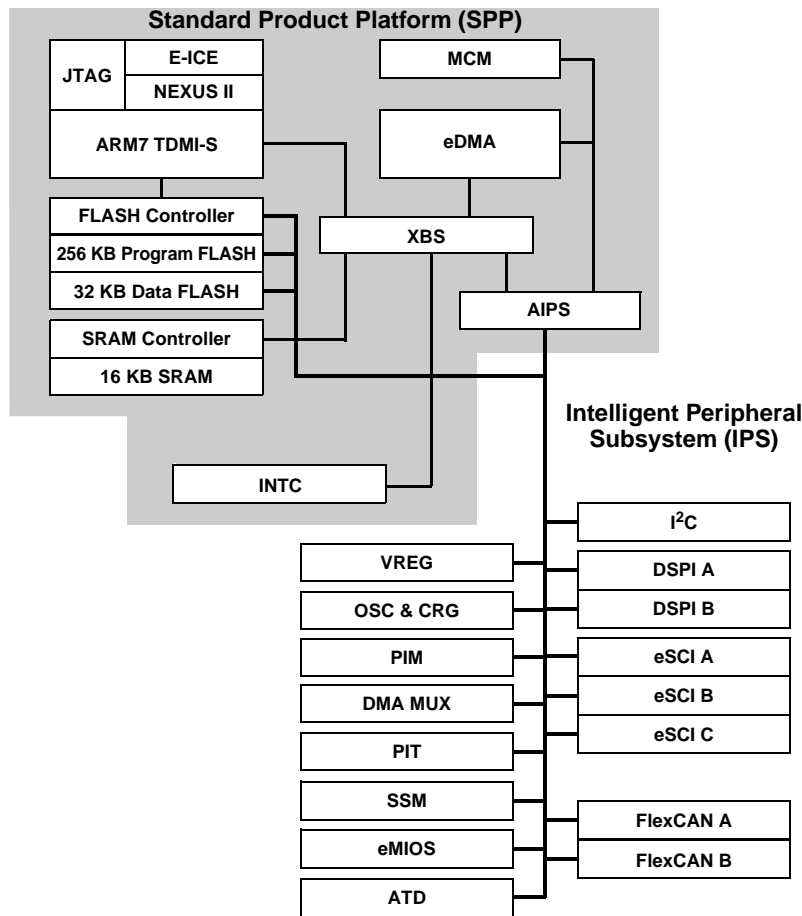 Standard Product Platform (SPP)
JTAG
E-ICE
NEXUS II
ARM7 TDMI-S
MCM
eDMA
FLASH Controller
256 KB Program FLASH
32 KB Data FLASH
XBS
AIPS
SRAM Controller
16 KB SRAM
INTC
Intelligent Peripheral
Subsystem (IPS)
VREG
OSC & CRG
PIM
DMA MUX
PIT
SSM
eMIOS
ATD
I²C
DSPI A
DSPI B
eSCI A
eSCI B
eSCI C
FlexCAN A
FlexCAN B